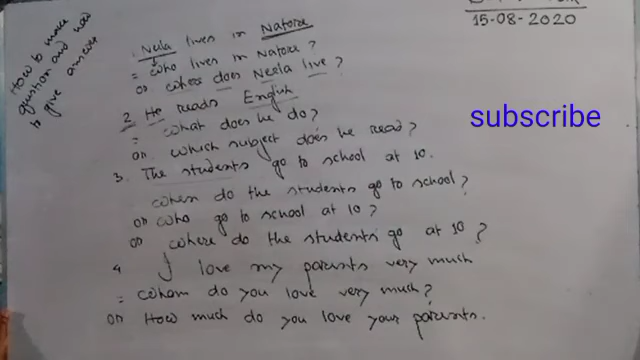 How to make
question and how
to give answer
15-08-2020
Neela lives in Natore
= Who lives in Natore?
or Where does Neela live?
2. He reads English
= What does he do?
or Which subject does he read?
3. The students go to school at 10.
When do the students go to school?
or Who go to school at 10?
or Where do the students go at 10?
4 I love my parents very much
= Whom do you love very much?
or How much do you love your parents.
subscribe